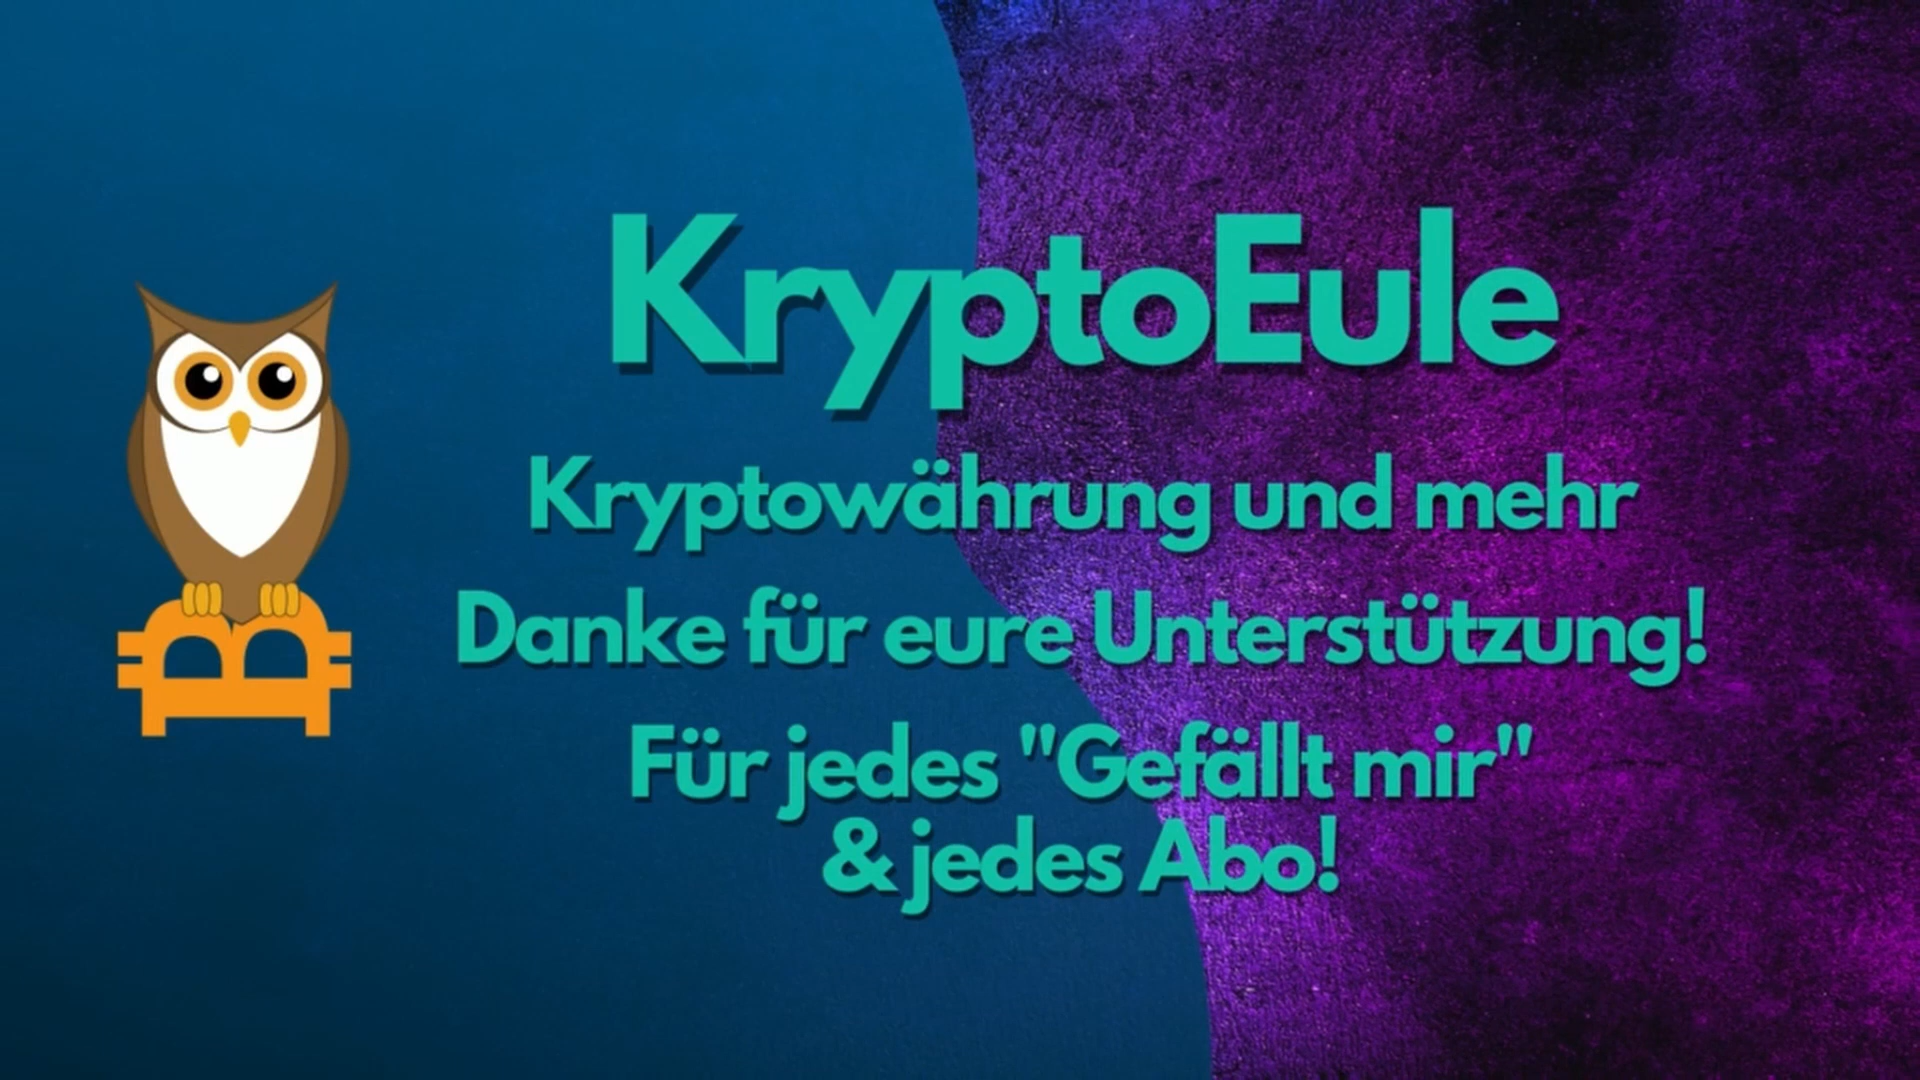 KryptoEule
Kryptowährung und mehr
Danke für eure Unterstützung!
Für jedes "Gefällt mir"
& jedes Abo!